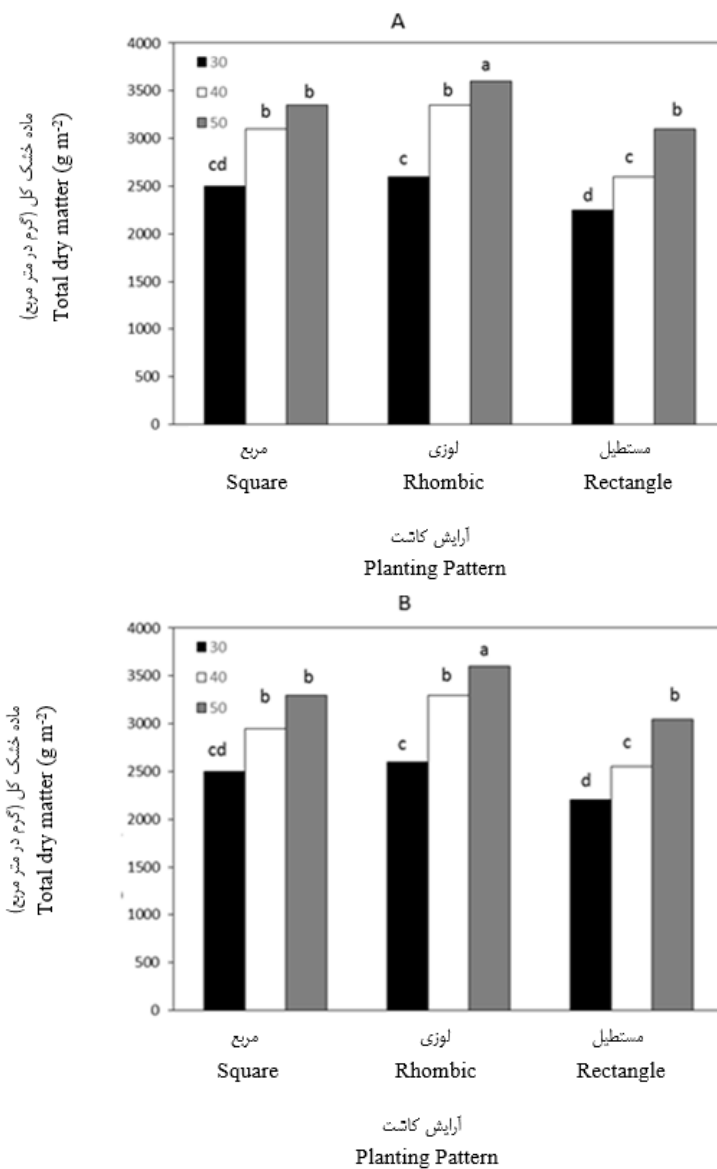 A
ماده خشک کل (گرم در متر مربع)
Total dry matter (g m-2)
4000
3500
3000
2500
2000
1500
1000
500
0
30
40
50
cd
b
b
c
b
a
d
c
b
مربع
لوزی
مستطیل
Square
Rhombic
Rectangle
آرایش کاشت
Planting Pattern
B
ماده خشک کل (گرم در متر مربع)
Total dry matter (g m-2)
4000
3500
3000
2500
2000
1500
1000
500
0
30
40
50
cd
b
b
c
b
a
d
c
b
مربع
لوزی
مستطیل
Square
Rhombic
Rectangle
آرایش کاشت
Planting Pattern